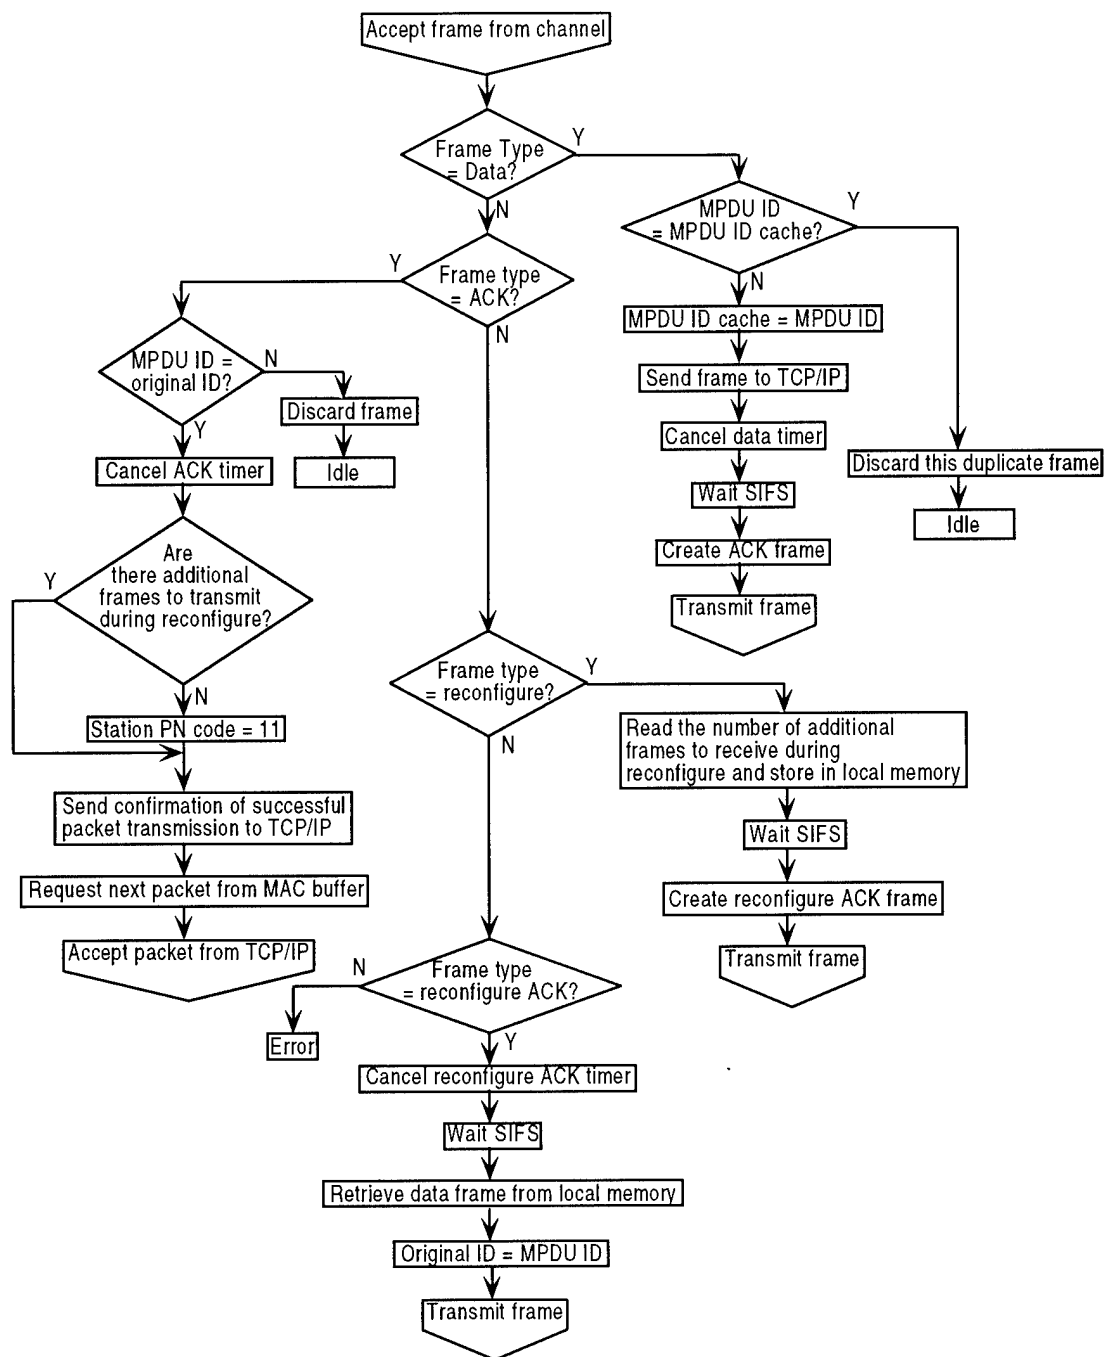 Accept frame from channel
Frame Type
= Data?
Y
N
MPDU ID
= MPDU ID cache?
Y
N
MPDU ID cache = MPDU ID
Send frame to TCP/IP
Cancel data timer
Wait SIFS
Create ACK frame
Transmit frame
Discard this duplicate frame
Idle
Frame type
= ACK?
Y
N
MPDU ID =
original ID?
N
Y
Discard frame
Idle
Cancel ACK timer
Are
there additional
frames to transmit
during reconfigure?
Y
N
Station PN code = 11
Send confirmation of successful
packet transmission to TCP/IP
Request next packet from MAC buffer
Accept packet from TCP/IP
Frame type
= reconfigure?
Y
N
Read the number of additional
frames to receive during
reconfigure and store in local memory
Wait SIFS
Create reconfigure ACK frame
Transmit frame
Frame type
= reconfigure ACK?
N
Y
Error
Cancel reconfigure ACK timer
Wait SIFS
Retrieve data frame from local memory
Original ID = MPDU ID
Transmit frame